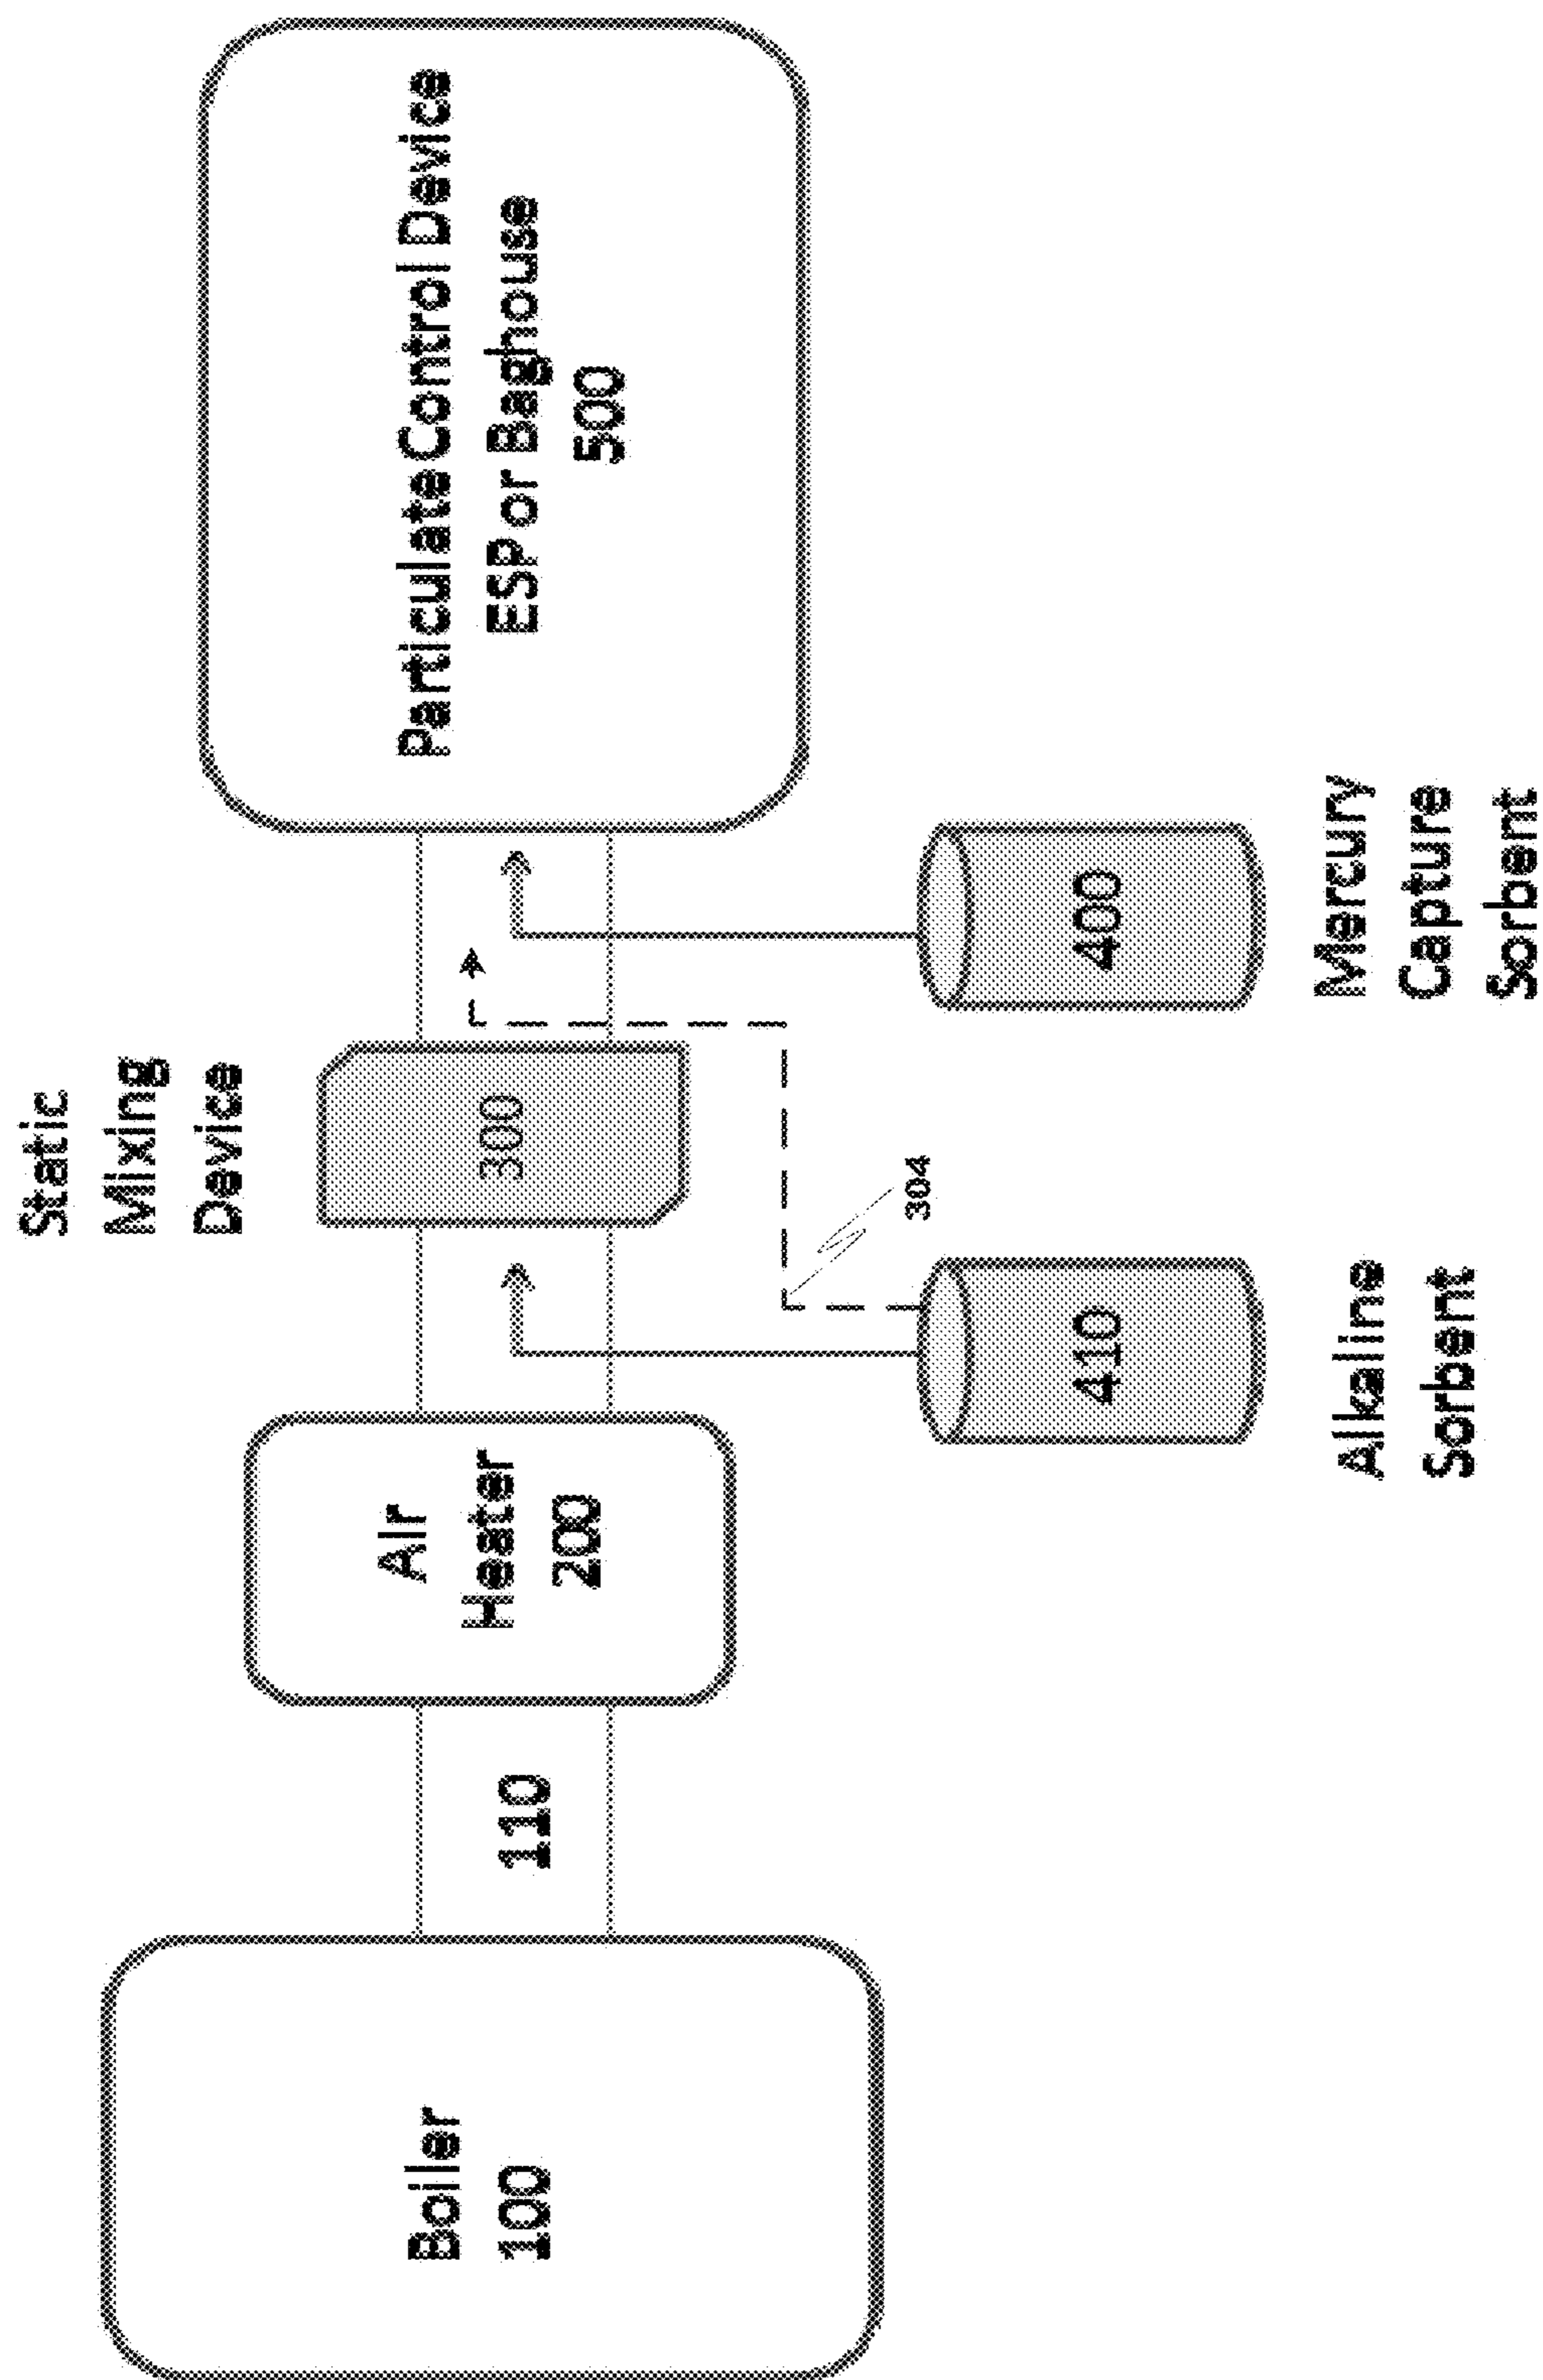 Boiler
100
110
Air
Heater
200
Static
Mixing
Device
300
304
410
Alkaline
Sorbent
400
Mercury
Capture
Sorbent
Particulate Control Device
ESP or Baghouse
500